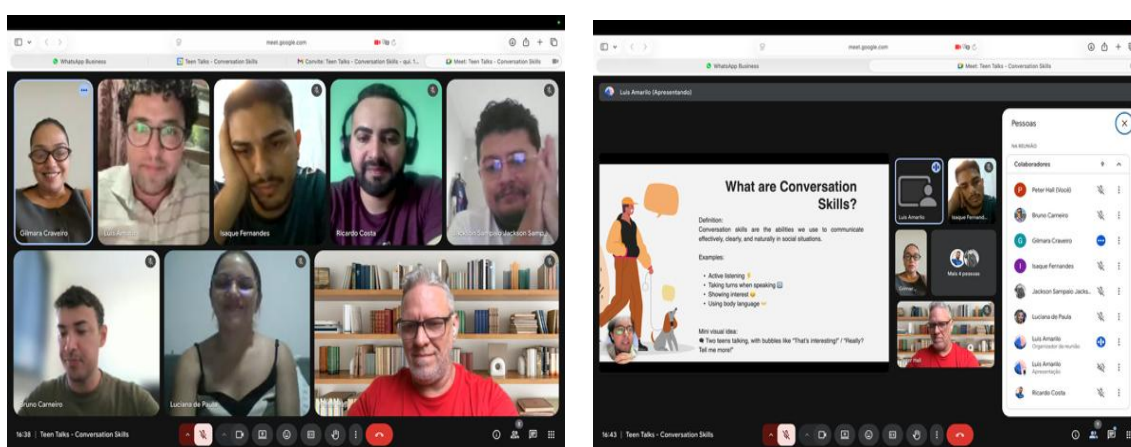 meet.google.com
WhatsApp Business
Teen Talks - Conversation Skills
Convite: Teen Talks - Conversation Skills - qui. 1...
Meet: Teen Talks - Conversation Skills
Gilmara Craveiro
Luis Amarilo
Isaque Fernandes
Ricardo Costa
Jackson Sampaio Jackson Samp...
Bruno Carneiro
Luciana de Paula
16:38 | Teen Talks - Conversation Skills
meet.google.com
WhatsApp Business
Meet: Teen Talks - Conversation Skills
Luis Amarilo (Apresentando)
What are Conversation
Skills?
Definition:
Conversation skills are the abilities we use to communicate
effectively, clearly, and naturally in social situations.
Examples:
• Active listening
• Taking turns when speaking
• Showing interest
• Using body language
Mini visual idea:
Two teens talking, with bubbles like "That's interesting!" / "Really?
Tell me more!"
Luis Amarilo
Isaque Fernand...
Gilmar...
Mais 4 pessoas
Peter Hall
Pessoas
NA REUNIÃO
Colaboradores 9
Peter Hall (Você)
Bruno Carneiro
Gilmara Craveiro
Isaque Fernandes
Jackson Sampaio Jacks...
Luciana de Paula
Luis Amarilo
Organizador da reunião
Luis Amarilo
Apresentação
Ricardo Costa
16:43 | Teen Talks - Conversation Skills